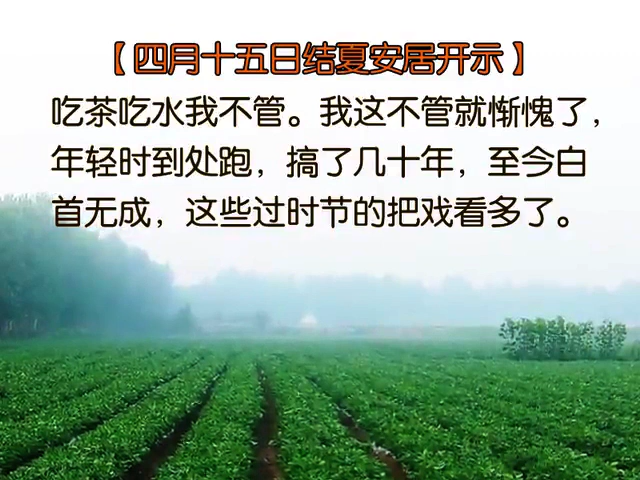 【四月十五日结夏安居开示】
吃茶吃水我不管。我这不管就惭愧了，
年轻时到处跑，搞了几十年，至今白
首无成，这些过时节的把戏看多了。